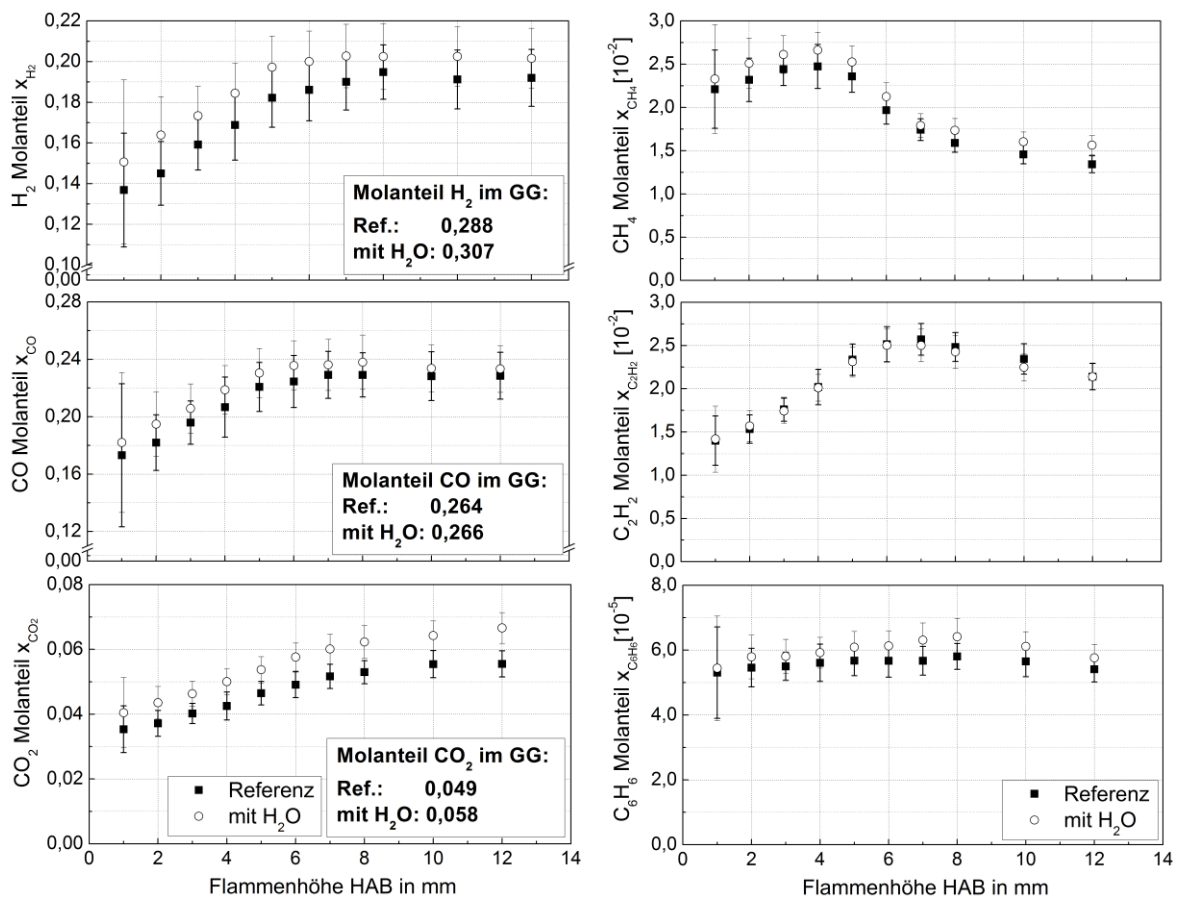 H2 Molanteil xH2
0,22
0,20
0,18
0,16
0,14
0,12
0,10
0,00
Molanteil H2 im GG:
Ref.: 0,288
mit H2O: 0,307
CO Molanteil xCO
0,28
0,24
0,20
0,16
0,12
0,00
Molanteil CO im GG:
Ref.: 0,264
mit H2O: 0,266
CO2 Molanteil xCO2
0,08
0,06
0,04
0,02
0,00
Referenz
mit H2O
Molanteil CO2 im GG:
Ref.: 0,049
mit H2O: 0,058
0 2 4 6 8 10 12 14
Flammenhöhe HAB in mm
CH4 Molanteil xCH4 [10-2]
3,0
2,5
2,0
1,5
1,0
0,5
0,0
C2H2 Molanteil xC2H2 [10-2]
3,0
2,5
2,0
1,5
1,0
0,5
0,0
C6H6 Molanteil xC6H6[10-5]
8,0
6,0
4,0
2,0
0,0
Referenz
mit H2O
0 2 4 6 8 10 12 14
Flammenhöhe HAB in mm